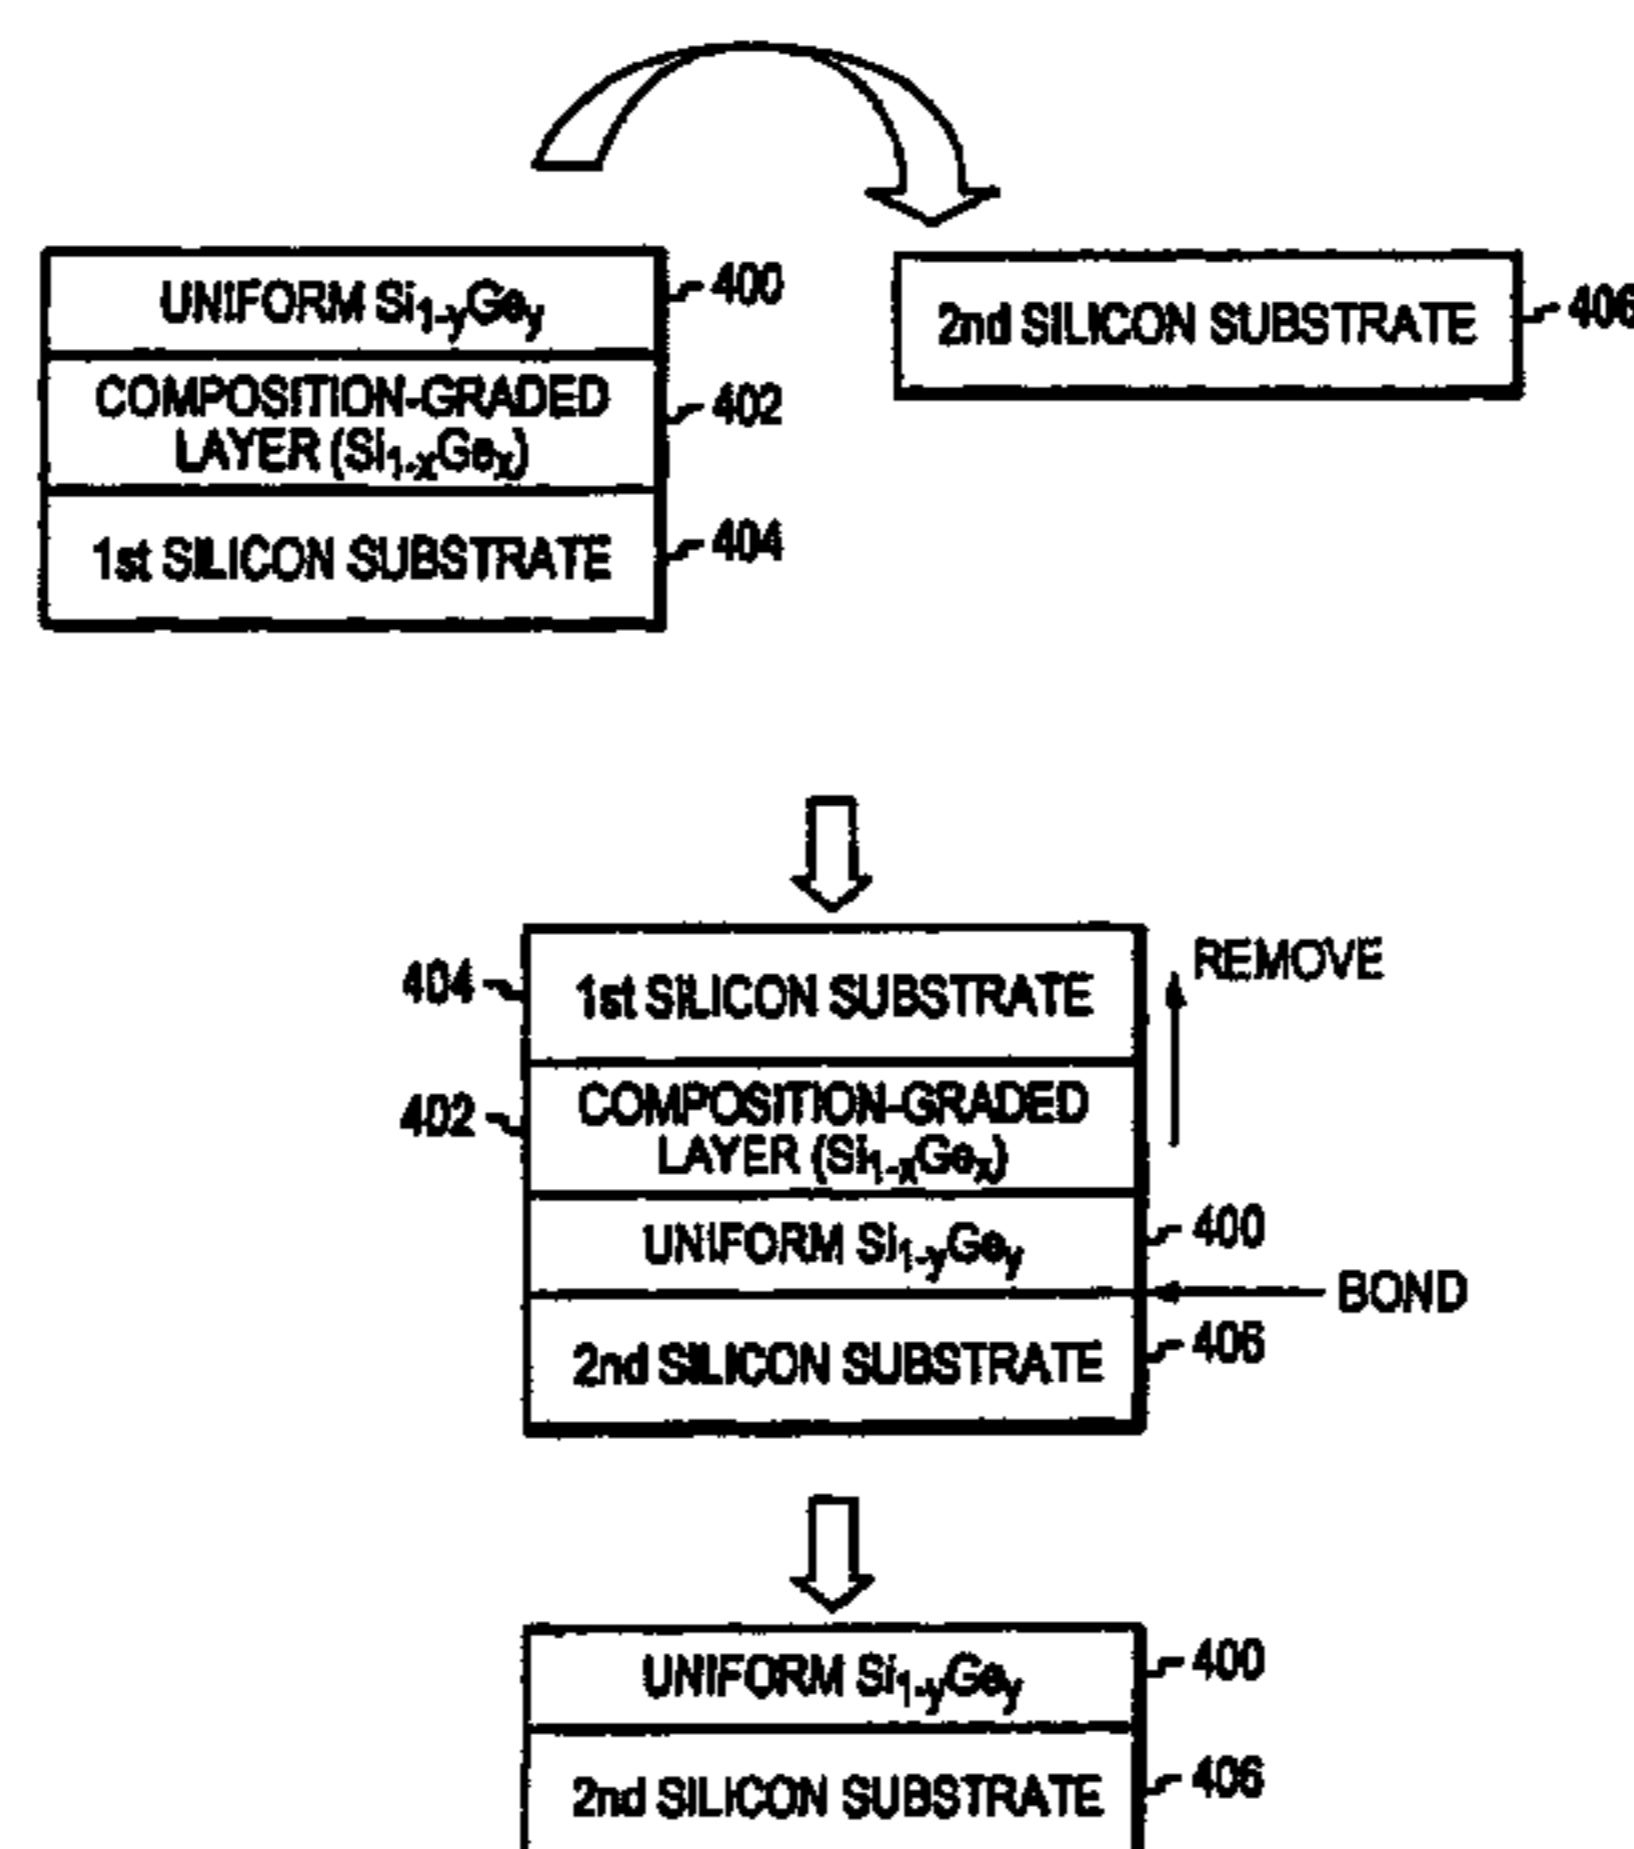 UNIFORM Si1-yGey
400
COMPOSITION-GRADED
LAYER (Si1-xGex)
402
1st SILICON SUBSTRATE
404
2nd SILICON SUBSTRATE
406
404
1st SILICON SUBSTRATE
REMOVE
402
COMPOSITION-GRADED
LAYER (Si1-xGex)
UNIFORM Si1-yGey
400
BOND
2nd SILICON SUBSTRATE
406
UNIFORM Si1-yGey
400
2nd SILICON SUBSTRATE
406